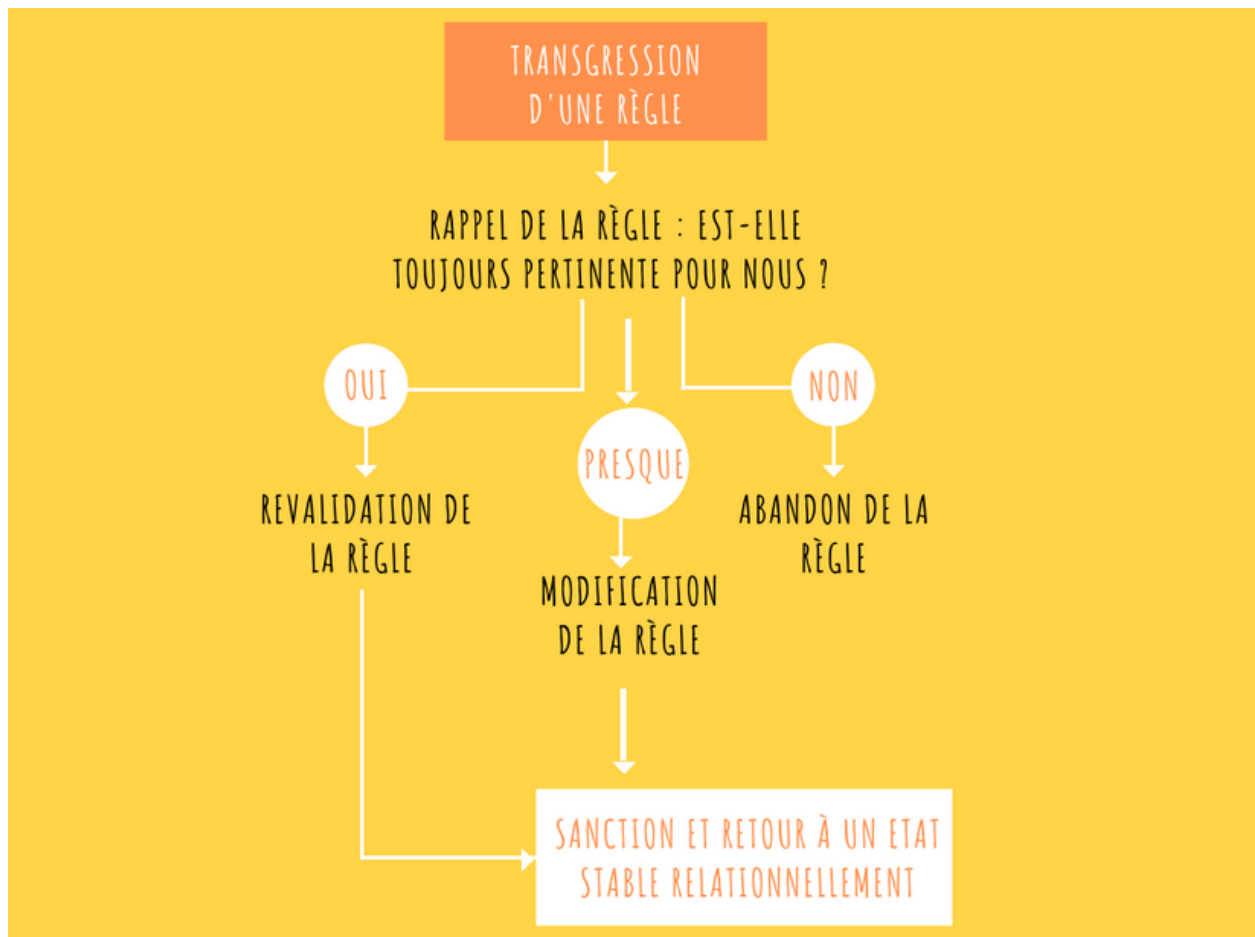 TRANSGRESSION
D'UNE RÈGLE
RAPPEL DE LA RÈGLE : EST-ELLE
TOUJOURS PERTINENTE POUR NOUS ?
OUI
NON
PRESQUE
REVALIDATION DE
LA RÈGLE
ABANDON DE LA
RÈGLE
MODIFICATION
DE LA RÈGLE
SANCTION ET RETOUR À UN ETAT
STABLE RELATIONNELLEMENT